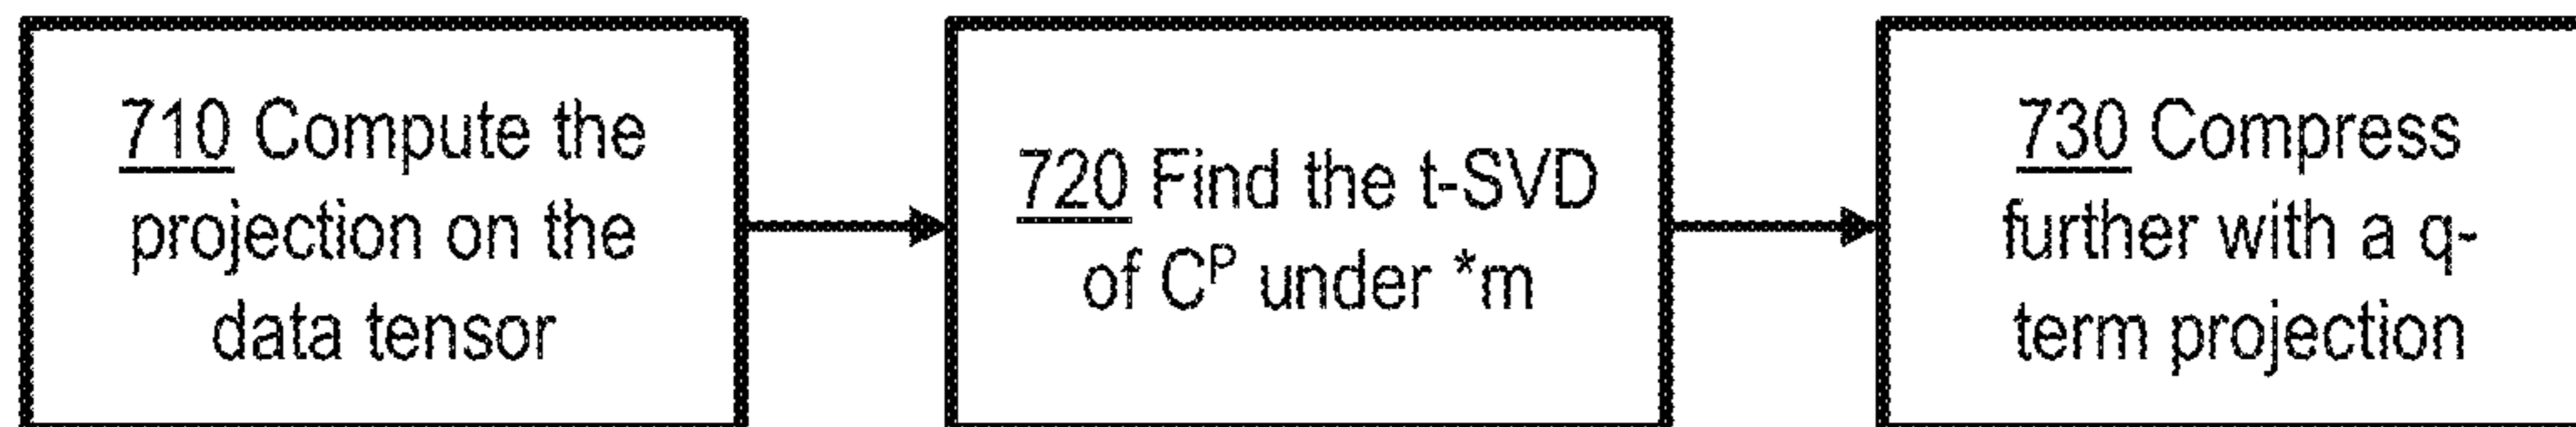 710 Compute the
projection on the
data tensor
720 Find the t-SVD
of Cᴾ under *m
730 Compress
further with a q-
term projection